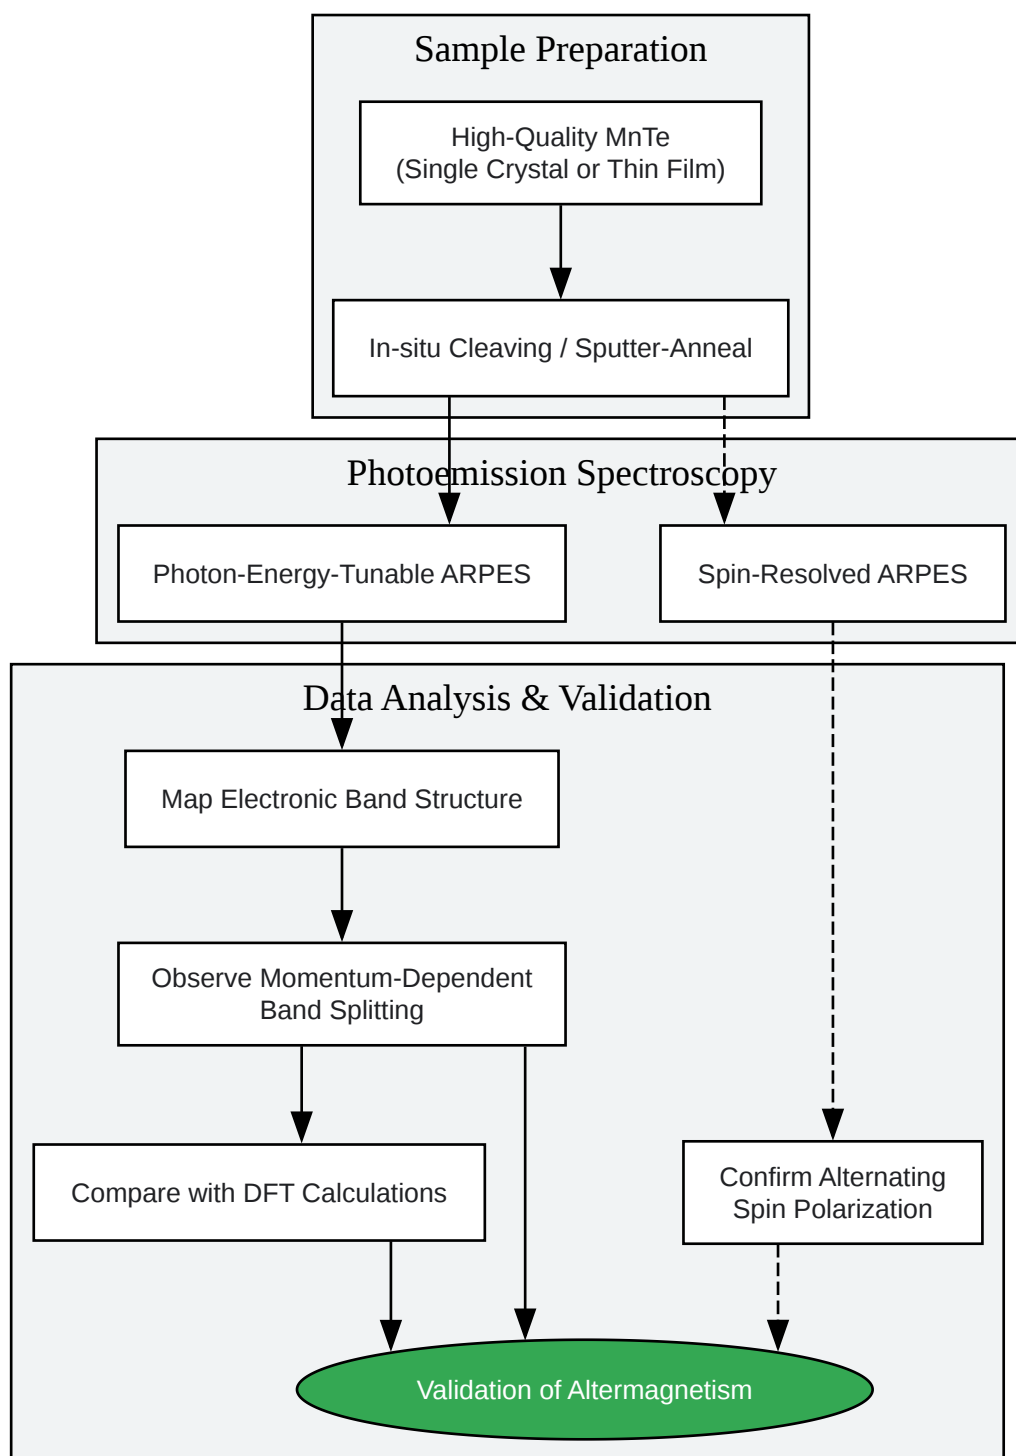 Sample Preparation
High-Quality MnTe
(Single Crystal or Thin Film)
In-situ Cleaving / Sputter-Anneal
Photoemission Spectroscopy
Photon-Energy-Tunable ARPES
Spin-Resolved ARPES
Data Analysis & Validation
Map Electronic Band Structure
Observe Momentum-Dependent
Band Splitting
Compare with DFT Calculations
Confirm Alternating
Spin Polarization
Validation of Altermagnetism